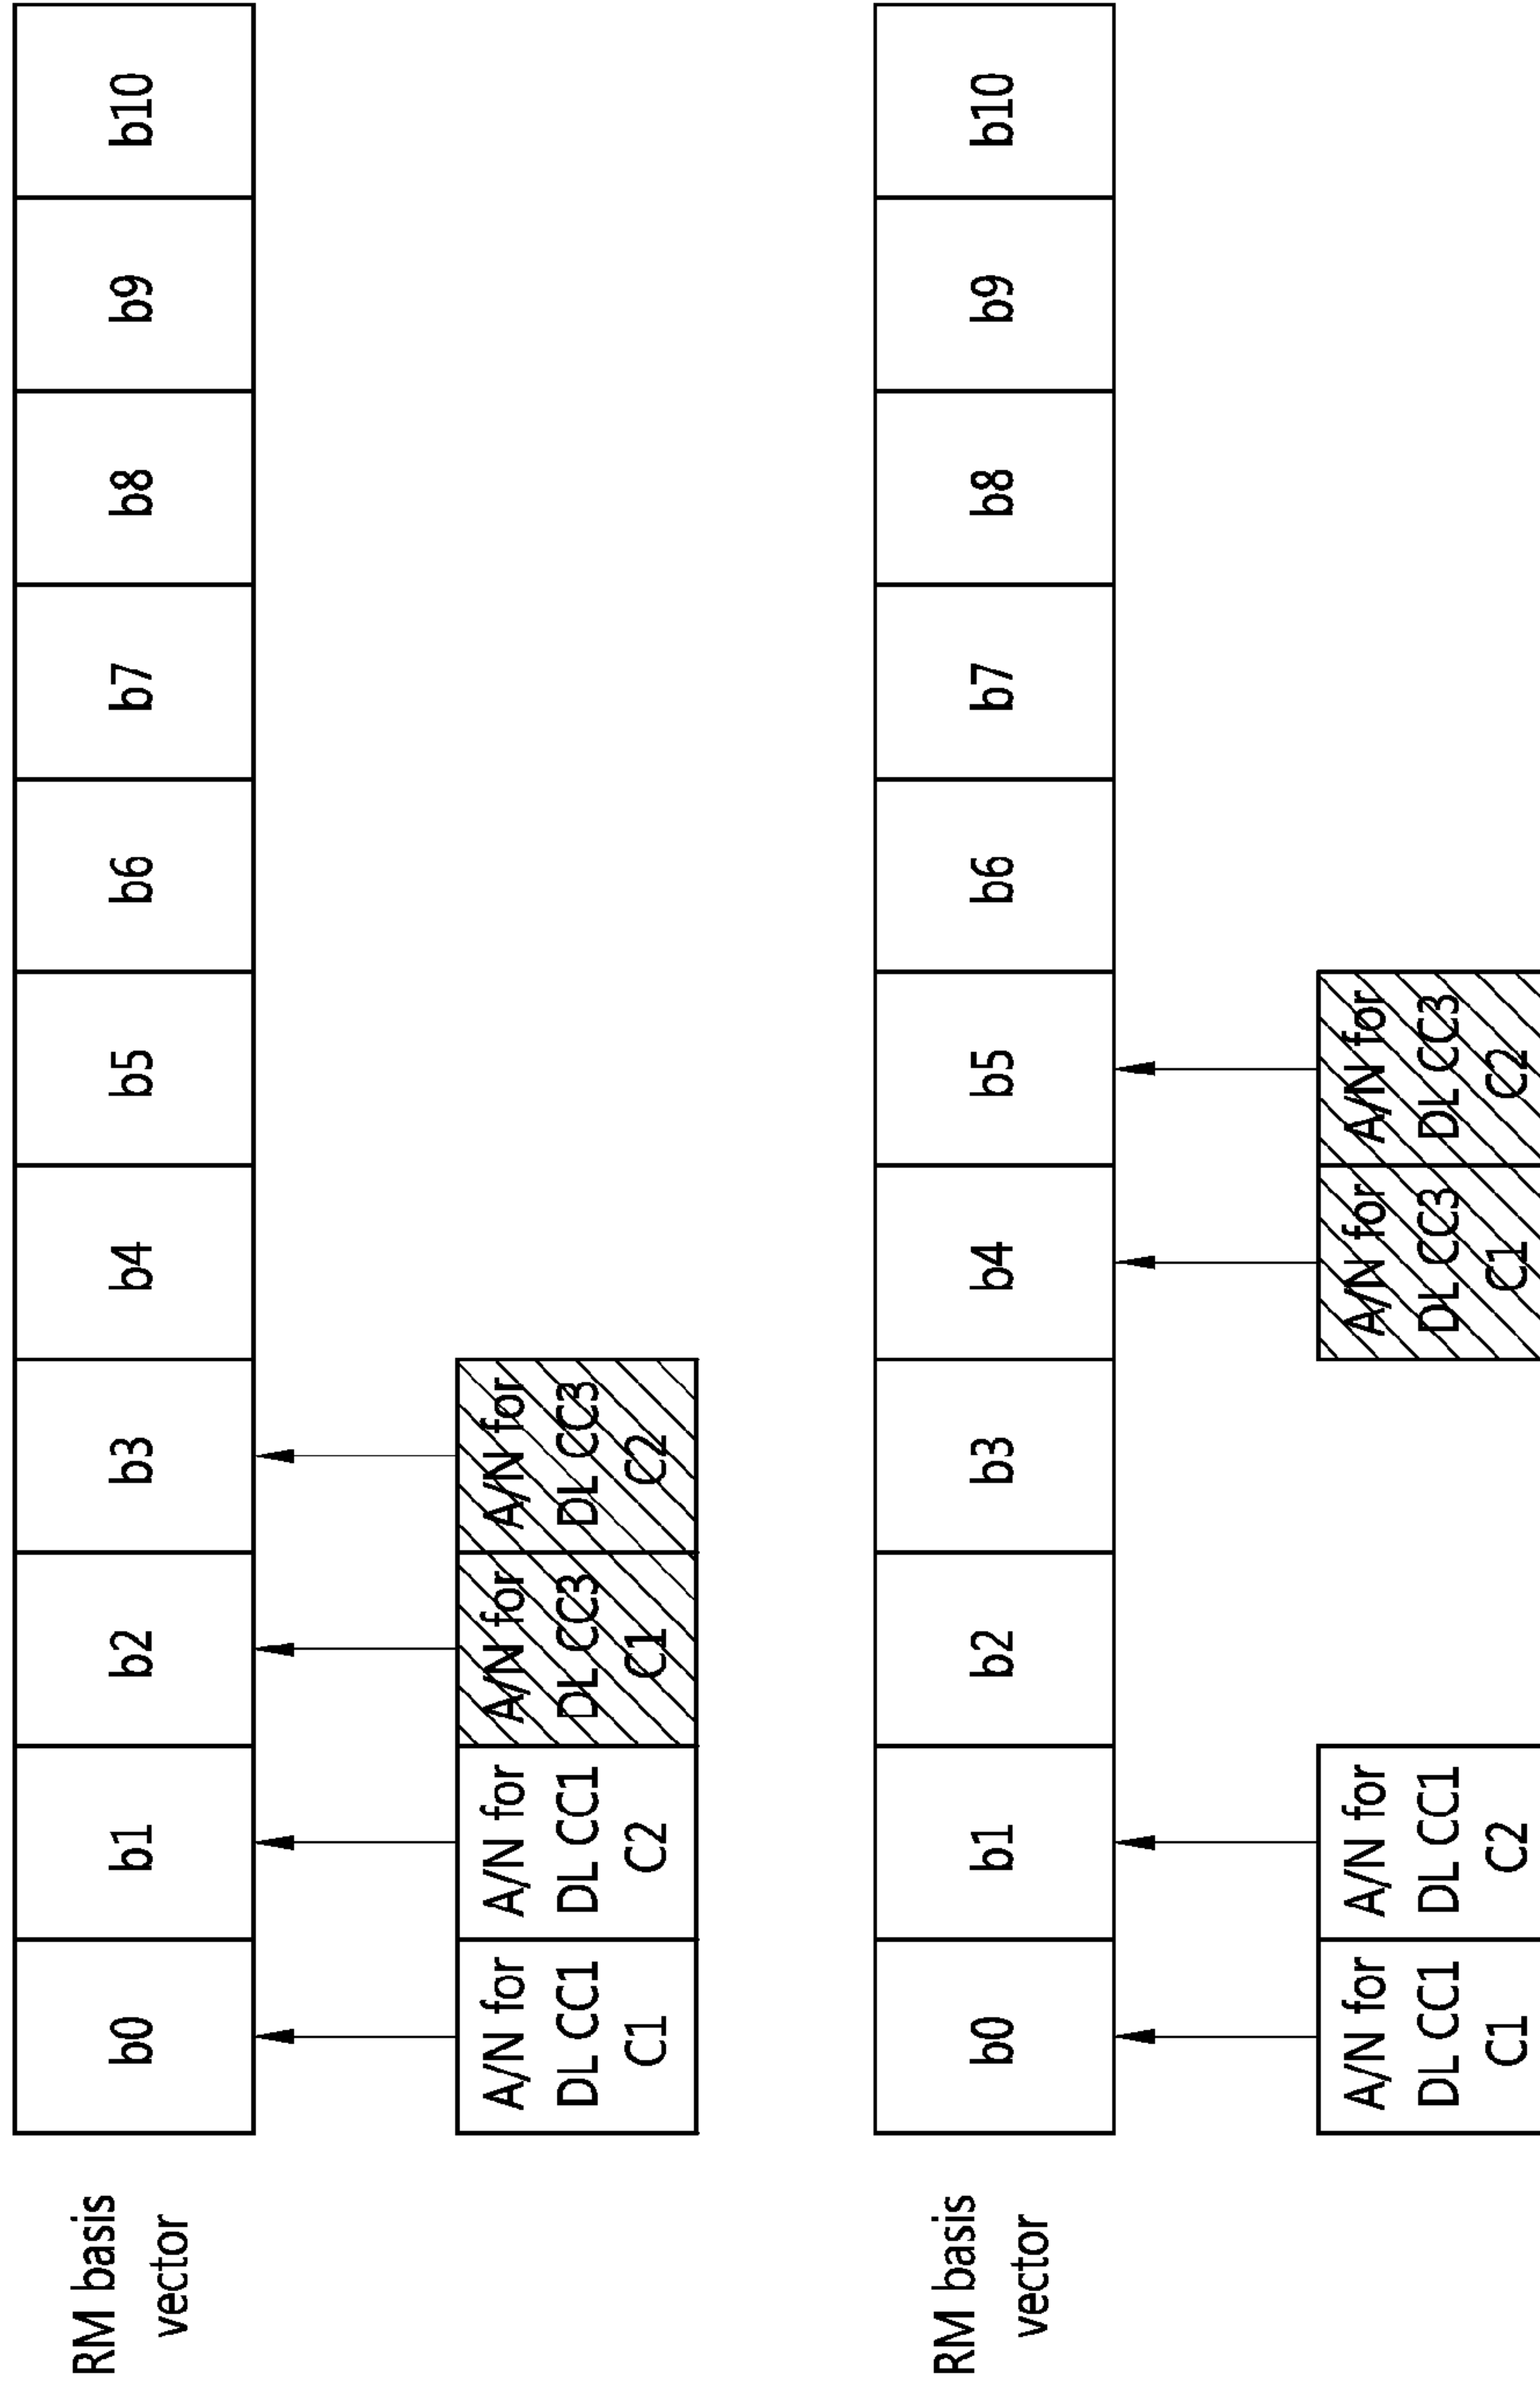 RM basis
vector
b0
b1
b2
b3
b4
b5
b6
b7
b8
b9
b10
A/N for
DL CC1
C1
A/N for
DL CC1
C2
A/N for
DL CC3
C1
A/N for
DL CC3
C2
RM basis
vector
b0
b1
b2
b3
b4
b5
b6
b7
b8
b9
b10
A/N for
DL CC1
C1
A/N for
DL CC1
C2
A/N for
DL CC3
C1
A/N for
DL CC3
C2